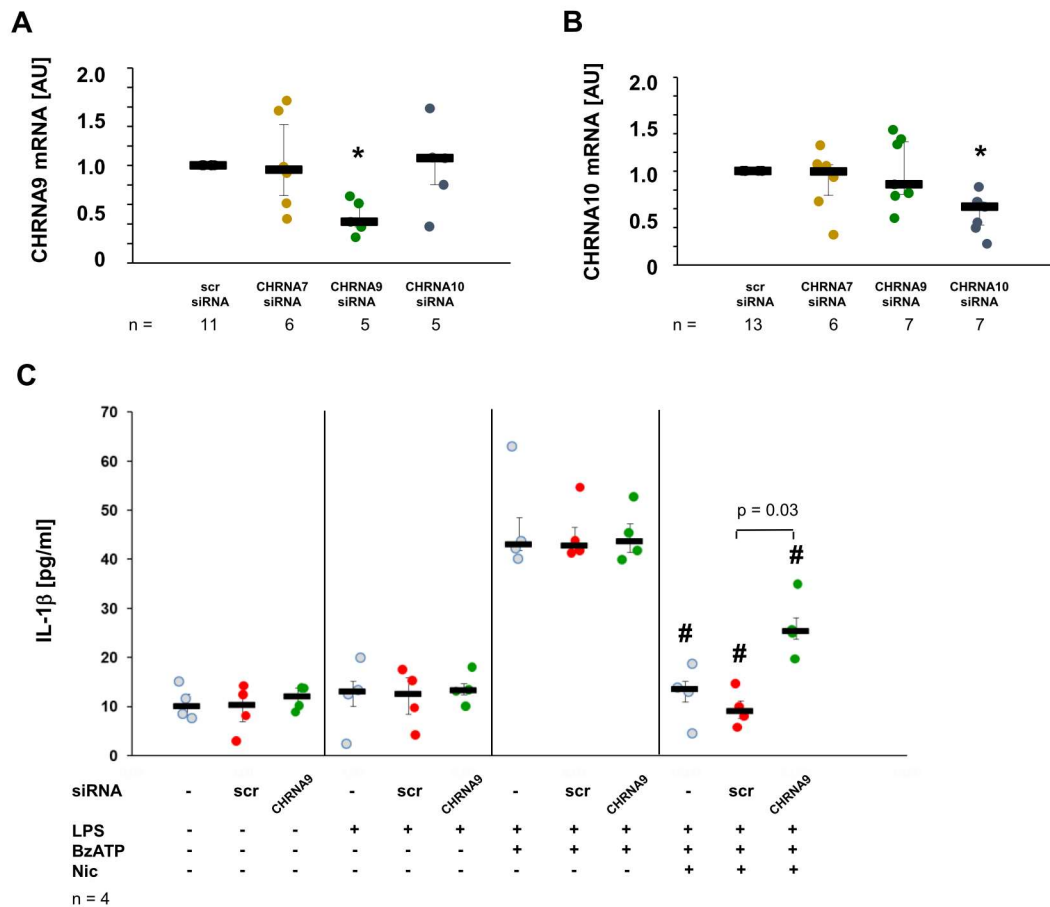 A
CHRNA9 mRNA [AU]
2.0
1.5
1.0
0.5
0
*
scr siRNA
CHRNA7 siRNA
CHRNA9 siRNA
CHRNA10 siRNA
n = 11 6 5 5
B
CHRNA10 mRNA [AU]
2.0
1.5
1.0
0.5
0
*
scr siRNA
CHRNA7 siRNA
CHRNA9 siRNA
CHRNA10 siRNA
n = 13 6 7 7
C
IL-1β [pg/ml]
70
60
50
40
30
20
10
0
p = 0.03
#
#
#
siRNA - scr CHRNA9 - scr CHRNA9 - scr CHRNA9 - scr CHRNA9
LPS - - - + + + + + + + + +
BzATP - - - - - - + + + + + +
Nic - - - - - - - - - + + +
n = 4